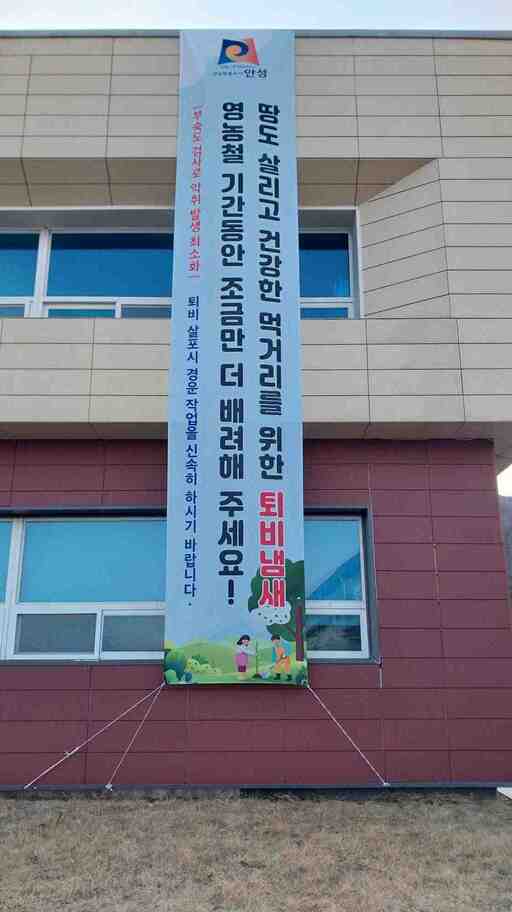 안성
땅도 살리고 건강한 먹거리를 위한 퇴비냄새
영농철 기간동안 조금만 더 배려해 주세요!
부숙도 검사로 악취 발생 최소화
퇴비 살포시 경운 작업을 신속히 하시기 바랍니다.